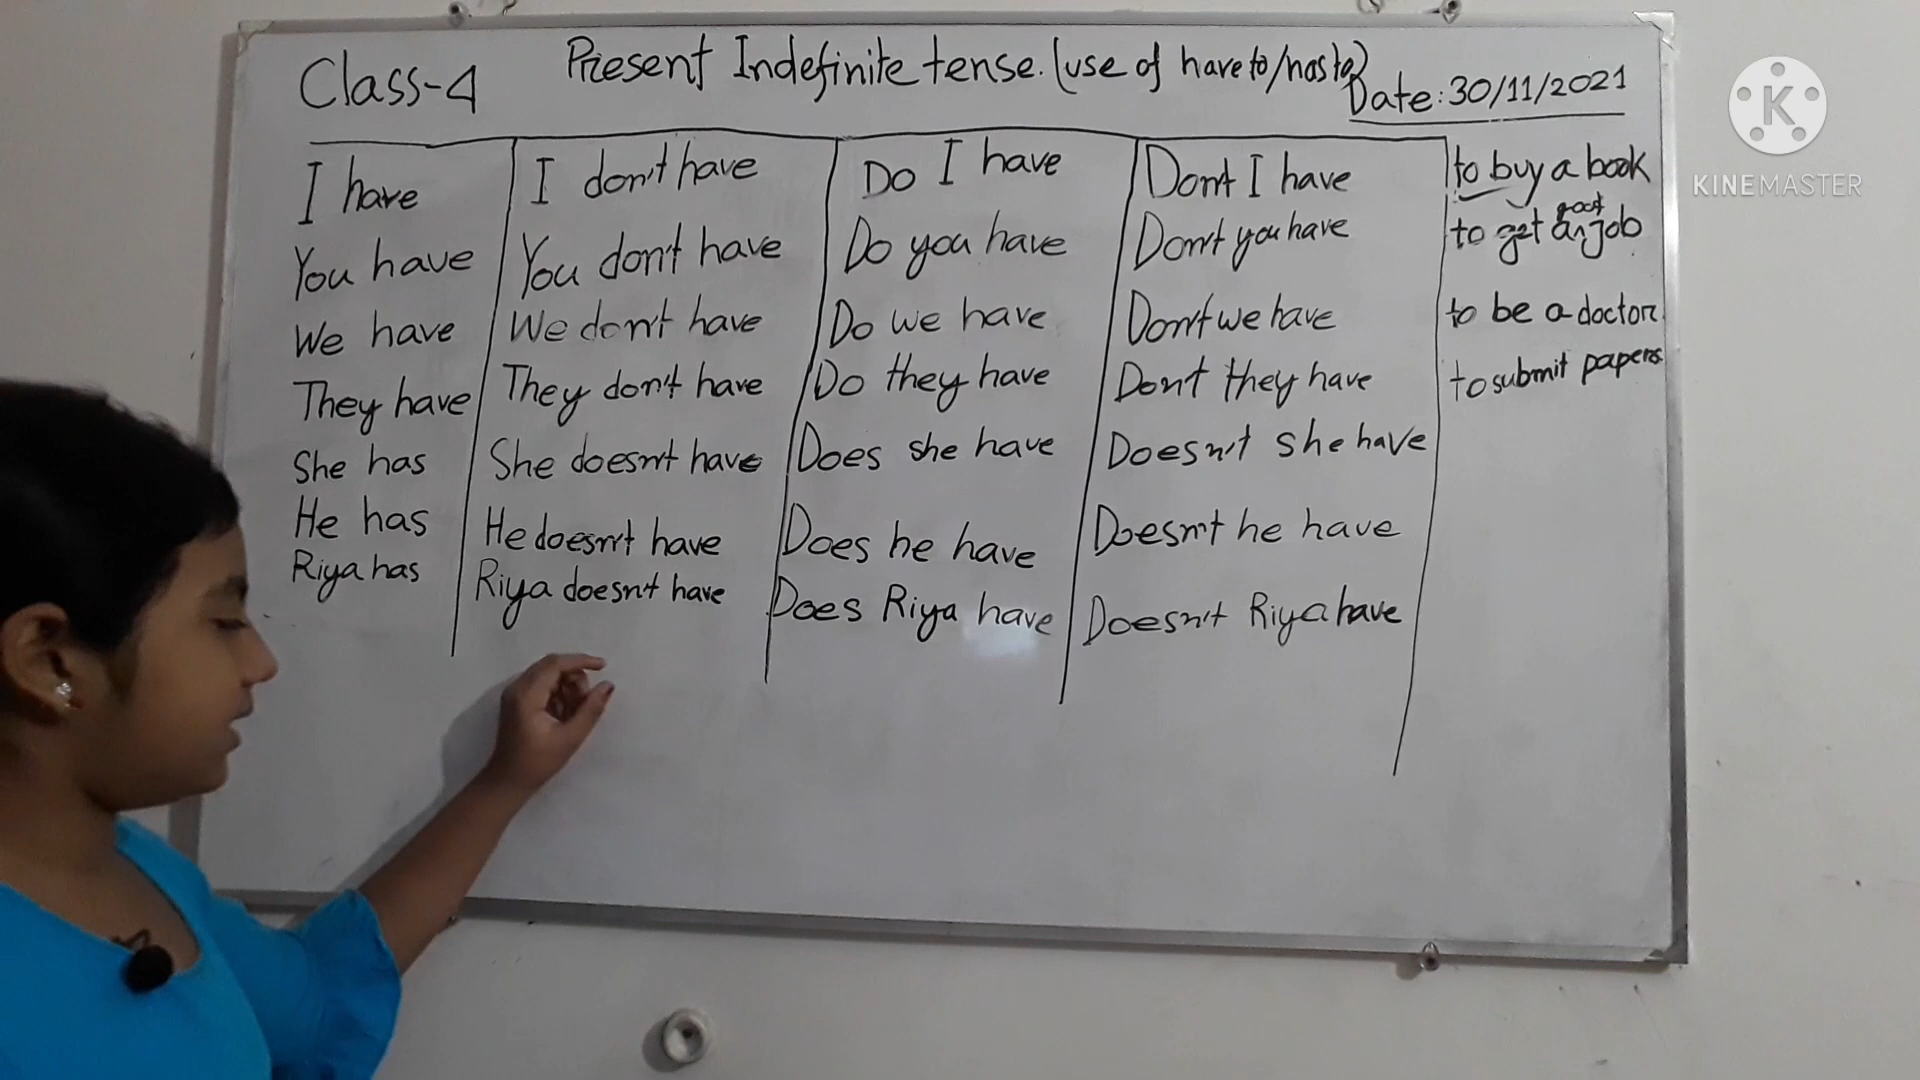 Class-4
Present Indefinite tense. (use of have to/has to)
Date: 30/11/2021
I have
You have
We have
They have
She has
He has
Riya has
I don't have
You don't have
We don't have
They don't have
She doesn't have
He doesn't have
Riya doesn't have
Do I have
Do you have
Do we have
Do they have
Does she have
Does he have
Does Riya have
Don't I have
Don't you have
Don't we have
Don't they have
Doesn't she have
Doesn't he have
Doesn't Riya have
to buy a book
to get a good job
to be a doctor.
to submit papers.
K
KINEMASTER